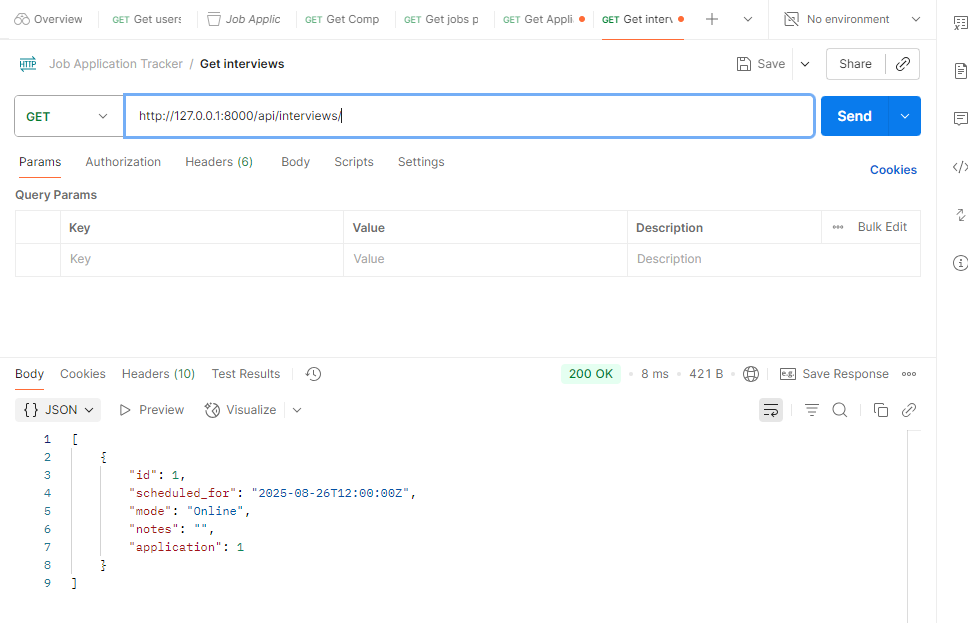 Overview GET Get users Job Applic GET Get Comp GET Get jobs p GET Get Appli GET Get interv No environment
HTTP Job Application Tracker / Get interviews Save Share
GET http://127.0.0.1:8000/api/interviews/ Send
Params Authorization Headers (6) Body Scripts Settings Cookies
Query Params
Key Value Description Bulk Edit
Key Value Description
Body Cookies Headers (10) Test Results 200 OK 8 ms 421 B e.g. Save Response
{} JSON Preview Visualize
1 [
2 {
3 "id": 1,
4 "scheduled_for": "2025-08-26T12:00:00Z",
5 "mode": "Online",
6 "notes": "",
7 "application": 1
8 }
9 ]